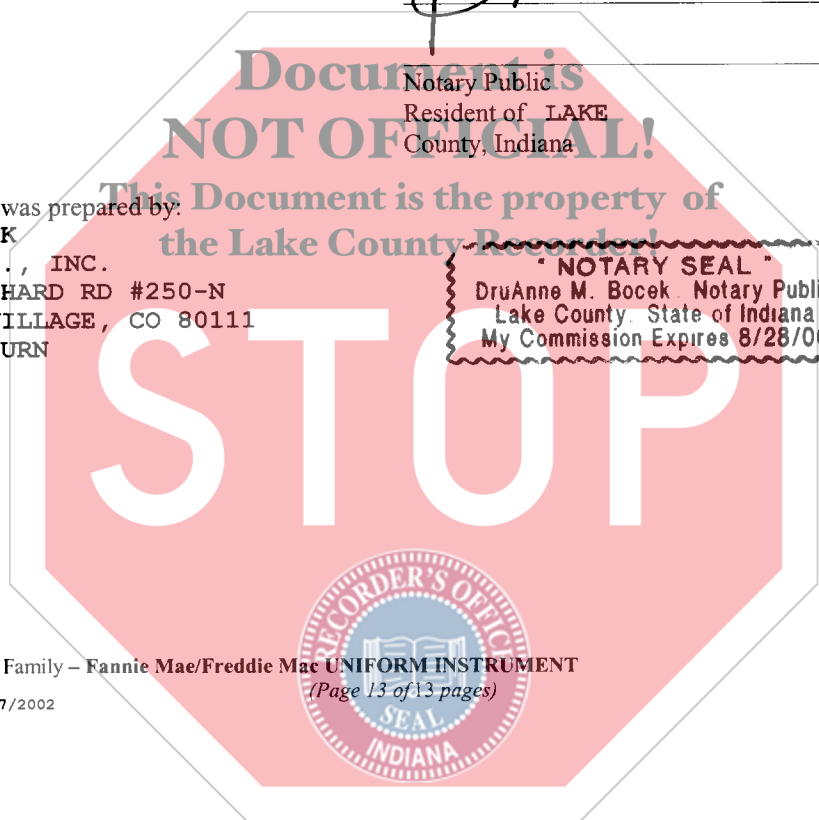 Document is
NOT OFFICIAL!
This Document is the property of
the Lake County Recorder!
Notary Public
Resident of LAKE
County, Indiana
was prepared by:
K
., INC.
HARD RD #250-N
ILLAGE, CO 80111
URN
" NOTARY SEAL "
DruAnne M. Bocek Notary Publi
Lake County State of Indiana
My Commission Expires 8/28/0
STOP
RECORDER'S OFFICE
SEAL
INDIANA
Family – Fannie Mae/Freddie Mac UNIFORM INSTRUMENT
(Page 13 of 13 pages)
7/2002